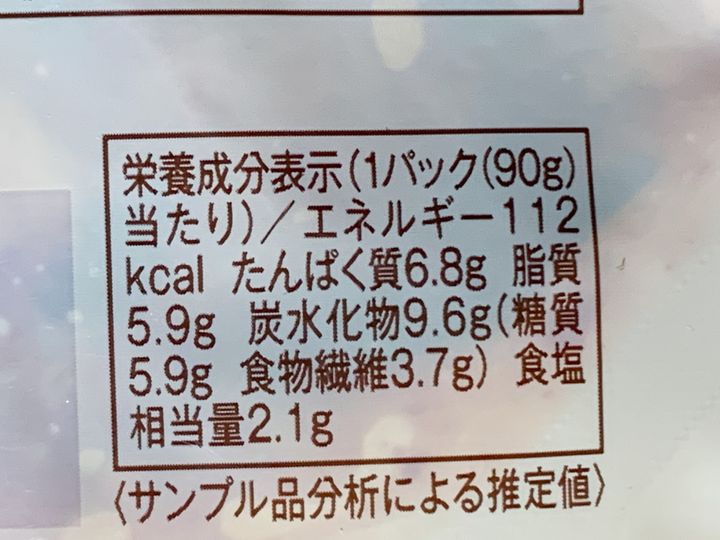 栄養成分表示(1パック(90g)
当たり)/エネルギー112
kcal たんぱく質6.8g 脂質
5.9g 炭水化物9.6g(糖質
5.9g 食物繊維3.7g) 食塩
相当量2.1g
〈サンプル品分析による推定値〉